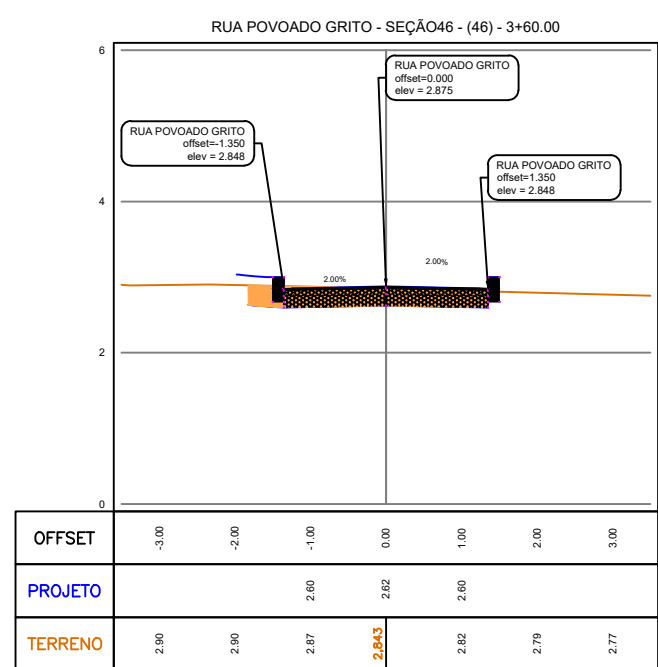 RUA POVOADO GRITO - SEÇÃO46 - (46) - 3+60.00
6
RUA POVOADO GRITO
offset=0.000
elev = 2.875
RUA POVOADO GRITO
offset=-1.350
elev = 2.848
RUA POVOADO GRITO
offset=1.350
elev = 2.848
4
2.00%
2.00%
2
0
OFFSET -3.00 -2.00 -1.00 0.00 1.00 2.00 3.00
PROJETO 2.60 2.62 2.60
TERRENO 2.90 2.90 2.87 2,843 2.82 2.79 2.77